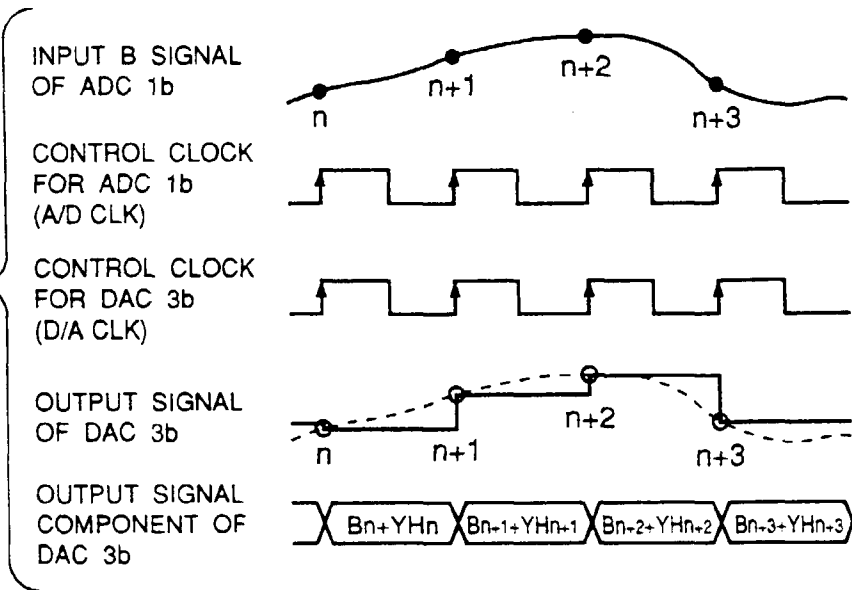 INPUT B SIGNAL
OF ADC 1b
n
n+1
n+2
n+3
CONTROL CLOCK
FOR ADC 1b
(A/D CLK)
CONTROL CLOCK
FOR DAC 3b
(D/A CLK)
OUTPUT SIGNAL
OF DAC 3b
n
n+1
n+2
n+3
OUTPUT SIGNAL
COMPONENT OF
DAC 3b
Bn+YHn
Bn+1+YHn+1
Bn+2+YHn+2
Bn+3+YHn+3